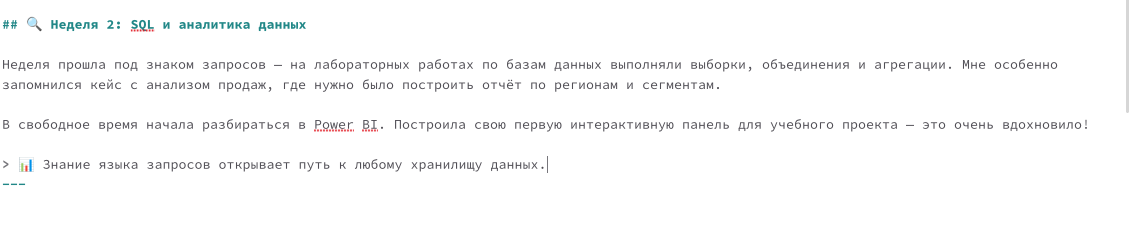 ## 🔍 Неделя 2: SQL и аналитика данных
Неделя прошла под знаком запросов — на лабораторных работах по базам данных выполняли выборки, объединения и агрегации. Мне особенно
запомнился кейс с анализом продаж, где нужно было построить отчёт по регионам и сегментам.
В свободное время начала разбираться в Power BI. Построила свою первую интерактивную панель для учебного проекта — это очень вдохновило!
> 📊 Знание языка запросов открывает путь к любому хранилищу данных.
---